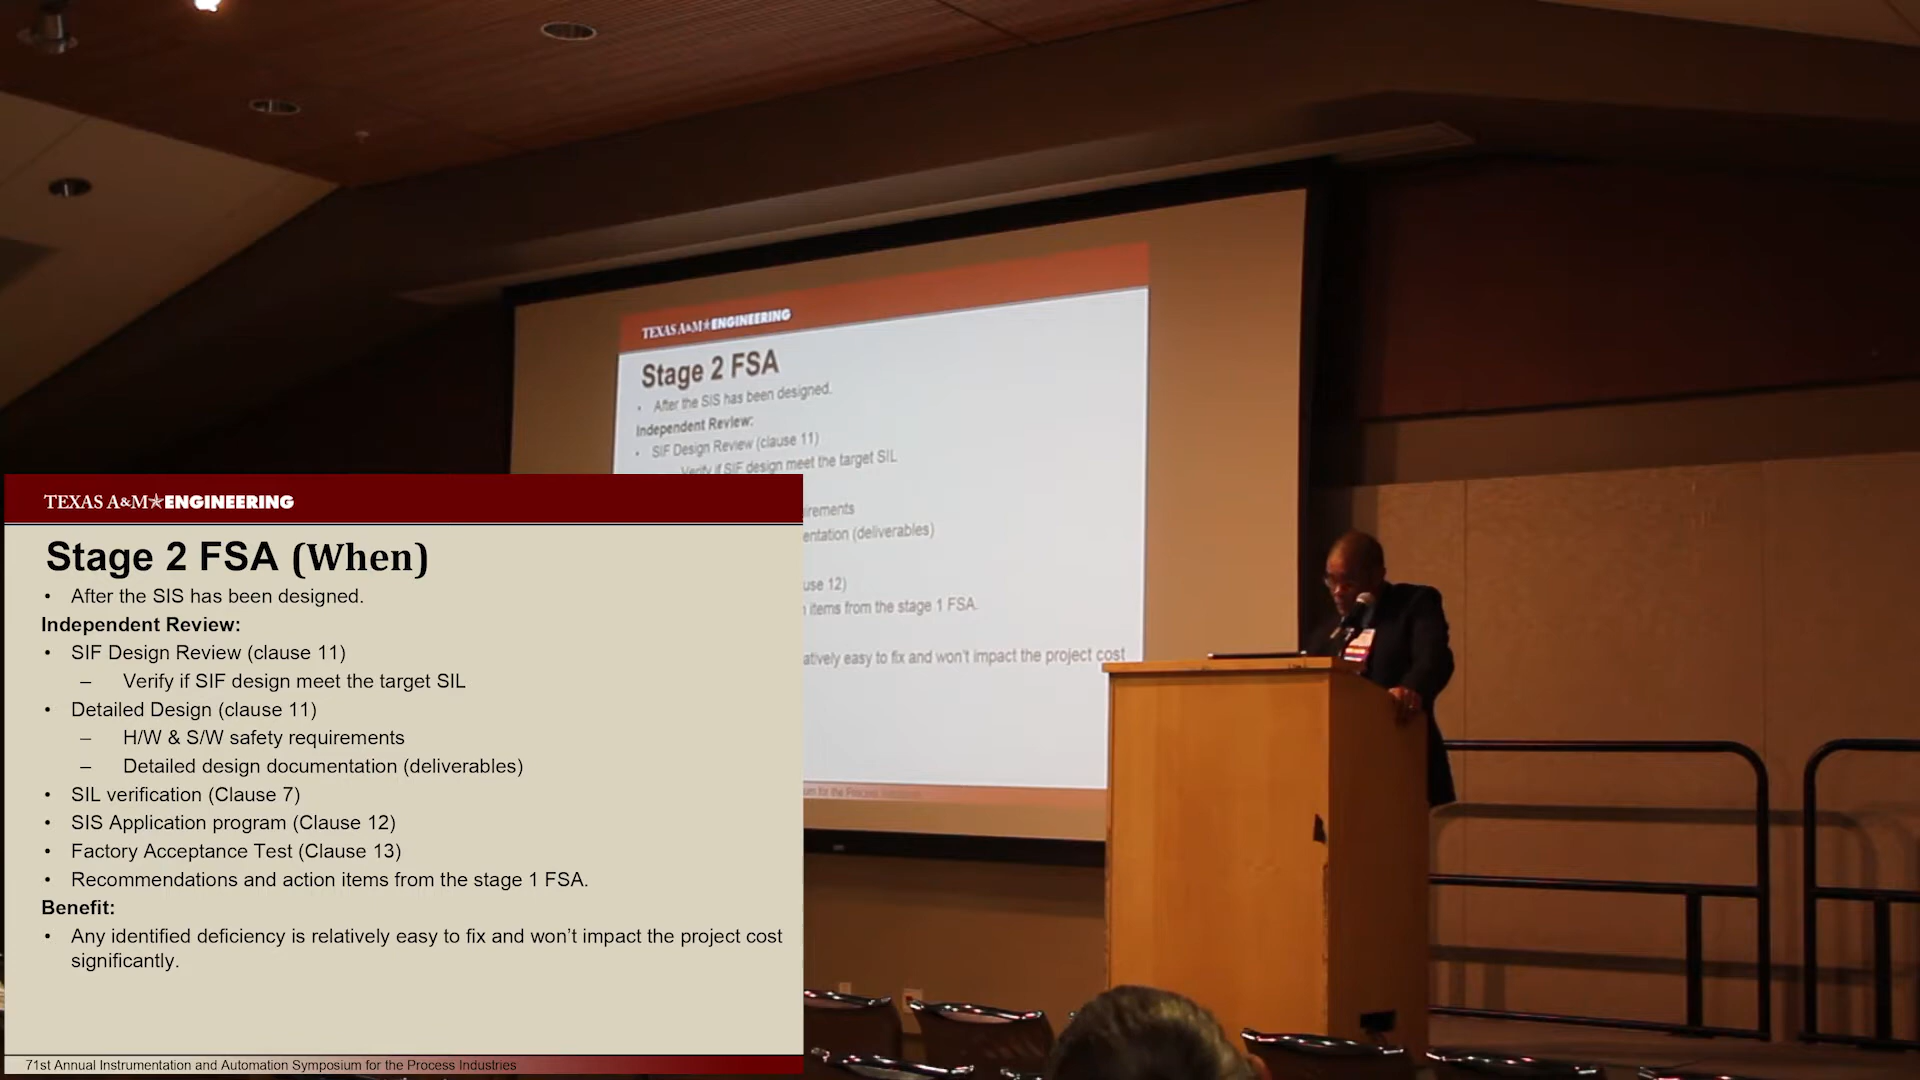 TEXAS A&M★ENGINEERING
Stage 2 FSA
• After the SIS has been designed.
Independent Review:
• SIF Design Review (clause 11)
Verify if SIF design meet the target SIL
irements
entation (deliverables)
use 12)
items from the stage 1 FSA.
atively easy to fix and won't impact the project cost
um for the Process
TEXAS A&M★ENGINEERING
Stage 2 FSA (When)
• After the SIS has been designed.
Independent Review:
• SIF Design Review (clause 11)
– Verify if SIF design meet the target SIL
• Detailed Design (clause 11)
– H/W & S/W safety requirements
– Detailed design documentation (deliverables)
• SIL verification (Clause 7)
• SIS Application program (Clause 12)
• Factory Acceptance Test (Clause 13)
• Recommendations and action items from the stage 1 FSA.
Benefit:
• Any identified deficiency is relatively easy to fix and won’t impact the project cost
significantly.
71st Annual Instrumentation and Automation Symposium for the Process Industries